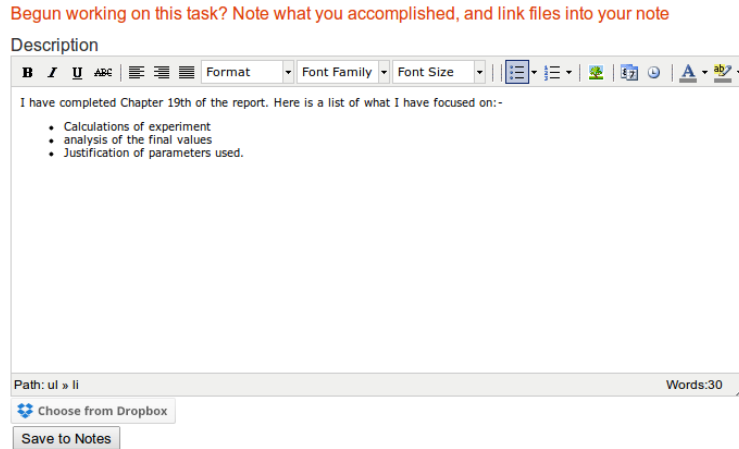 Begun working on this task? Note what you accomplished, and link files into your note
Description
B I U ABC Format Font Family Font Size A ab
I have completed Chapter 19th of the report. Here is a list of what I have focused on:-
• Calculations of experiment
• analysis of the final values
• Justification of parameters used.
Path: ul » li Words:30
Choose from Dropbox
Save to Notes